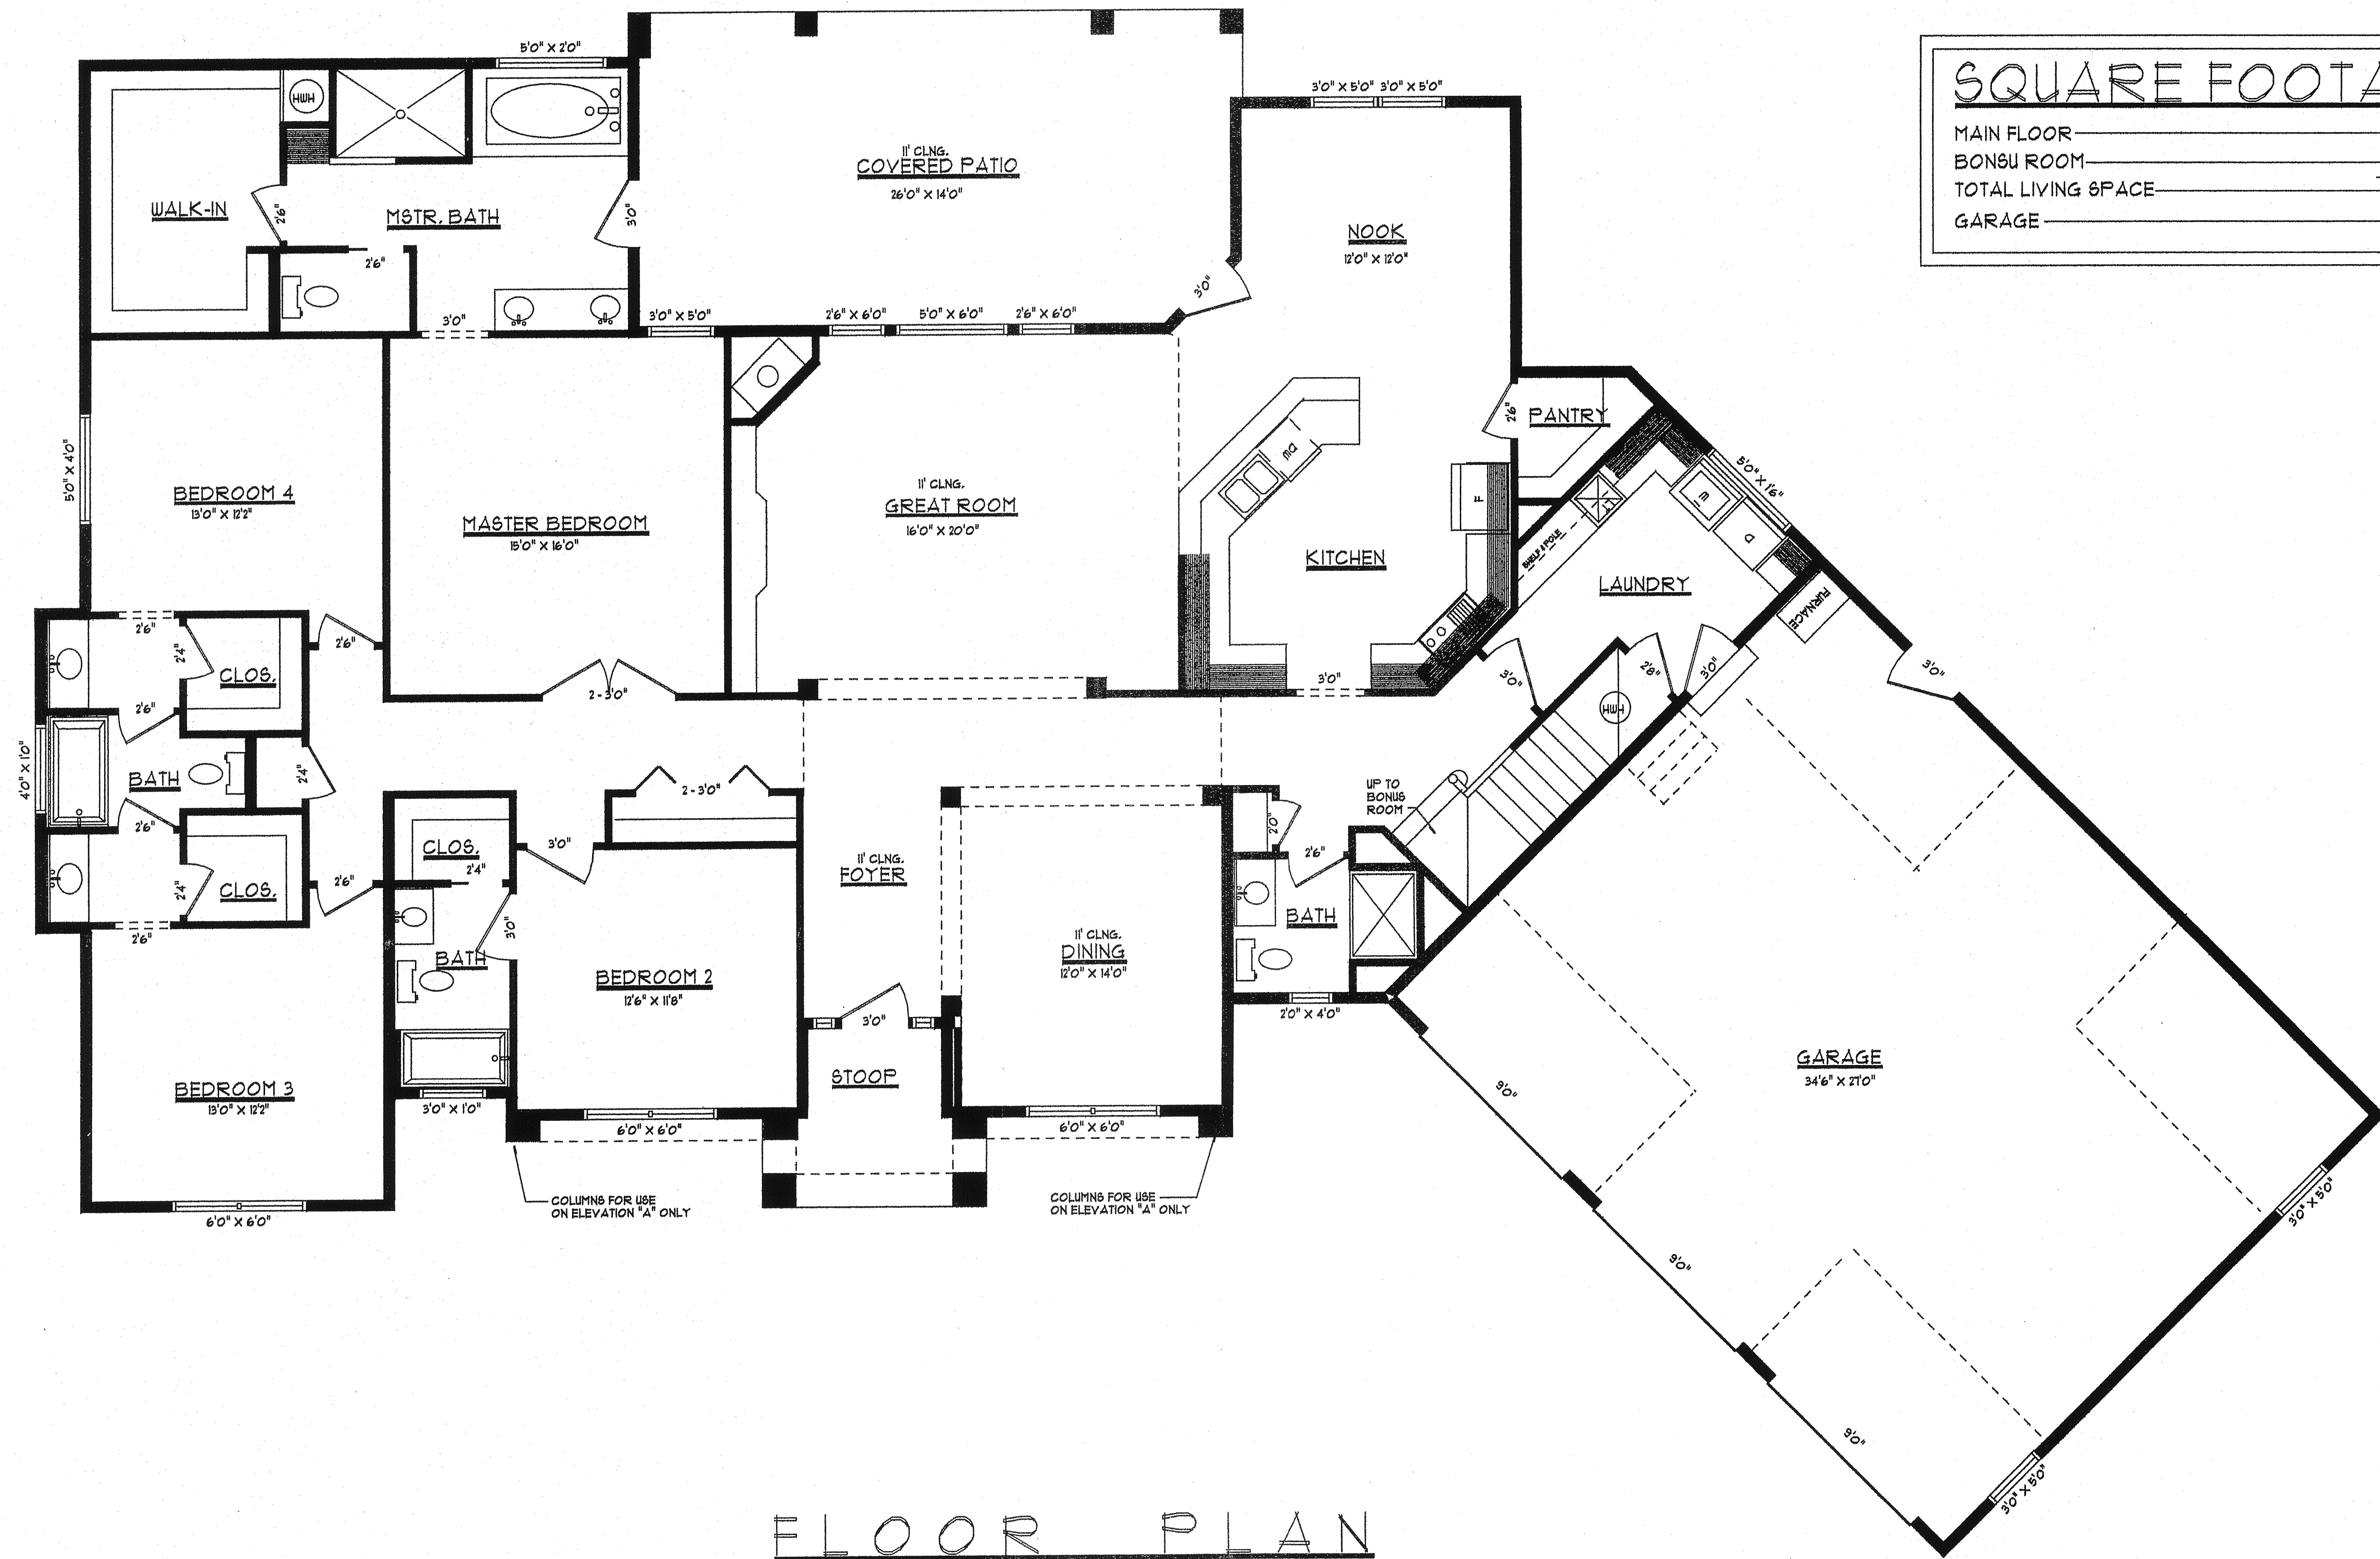 5'0" X 2'0"
SQUARE FOOTA
MAIN FLOOR
BONSU ROOM
TOTAL LIVING SPACE
GARAGE
3'0" X 5'0" 3'0" X 5'0"
HWH
11' CLNG.
COVERED PATIO
26'0" X 14'0"
WALK-IN
2'6"
MSTR. BATH
3'0"
NOOK
12'0" X 12'0"
2'6"
3'0"
3'0"
3'0" X 5'0"
2'6" X 6'0"
5'0" X 6'0"
2'6" X 6'0"
2'6"
PANTRY
DW
5'0" X 4'0"
BEDROOM 4
13'0" X 12'2"
MASTER BEDROOM
15'0" X 16'0"
11' CLNG.
GREAT ROOM
16'0" X 20'0"
F
5'0" X 1'6"
W
D
SHELF & POLE
KITCHEN
LAUNDRY
FURNACE
2'6"
2'4"
CLOS.
2'6"
2'6"
2 - 3'0"
3'0"
3'0"
2'8"
3'0"
3'0"
HWH
4'0" X 1'0"
BATH
2'4"
2 - 3'0"
UP TO
BONUS
ROOM
2'6"
2'4"
CLOS.
2'6"
2'6"
CLOS.
2'4"
3'0"
3'0"
11' CLNG.
FOYER
2'0"
2'6"
BATH
BATH
BEDROOM 2
12'6" X 11'8"
11' CLNG.
DINING
12'0" X 14'0"
3'0"
2'0" X 4'0"
STOOP
GARAGE
34'6" X 27'0"
BEDROOM 3
13'0" X 12'2"
3'0" X 1'0"
6'0" X 6'0"
6'0" X 6'0"
9'0"
COLUMNS FOR USE
ON ELEVATION "A" ONLY
COLUMNS FOR USE
ON ELEVATION "A" ONLY
6'0" X 6'0"
3'0" X 5'0"
9'0"
9'0"
3'0" X 5'0"
FLOOR PLAN